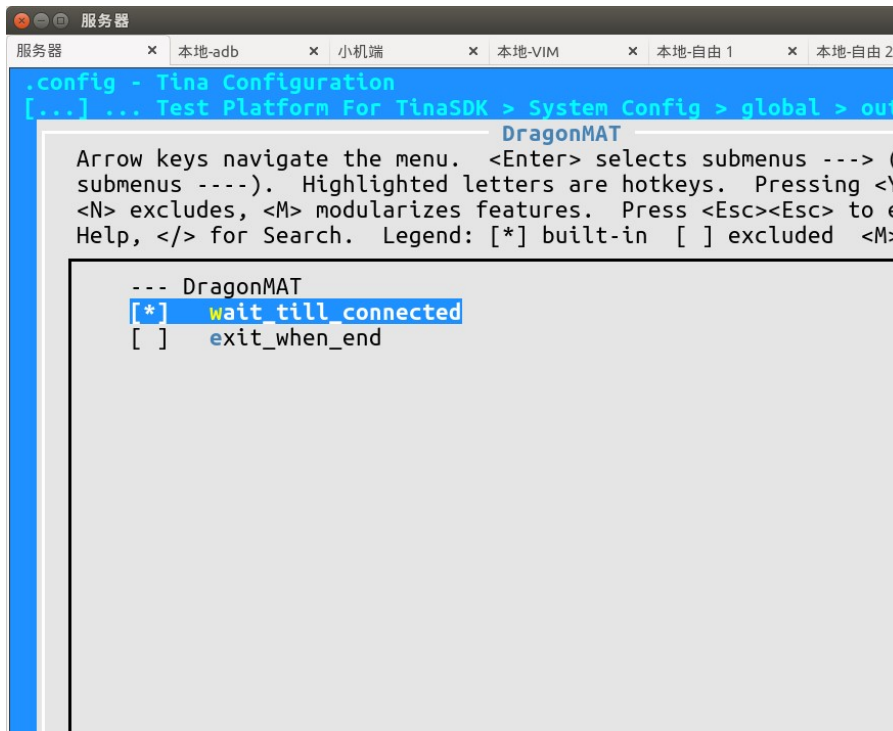 服务器
服务器 × 本地-adb × 小机端 × 本地-VIM × 本地-自由 1 × 本地-自由 2
.config - Tina Configuration
[...] ... Test Platform For TinaSDK > System Config > global > out
DragonMAT
Arrow keys navigate the menu.  <Enter> selects submenus ---> (
submenus ----).  Highlighted letters are hotkeys.  Pressing <Y
<N> excludes, <M> modularizes features.  Press <Esc><Esc> to e
Help, </> for Search.  Legend: [*] built-in  [ ] excluded  <M>
--- DragonMAT
[*]   wait_till_connected
[ ]   exit_when_end